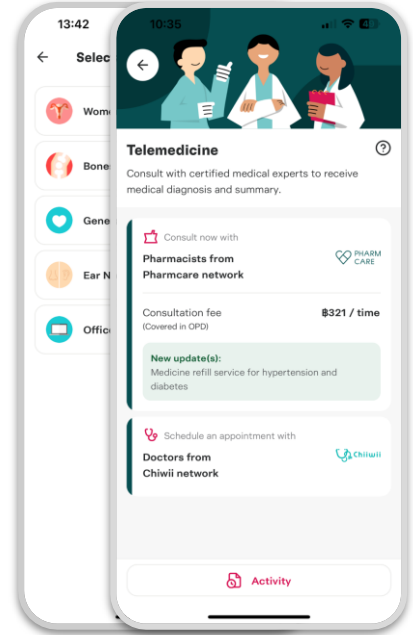 13:42
Selec
Wom
Bone
Gene
Ear N
Offic
10:35
Telemedicine
Consult with certified medical experts to receive
medical diagnosis and summary.
Consult now with
Pharmacists from
Pharmcare network
PHARM
CARE
Consultation fee
฿321 / time
(Covered in OPD)
New update(s):
Medicine refill service for hypertension and
diabetes
Schedule an appointment with
Doctors from
Chiwii network
Chiiwii
Activity